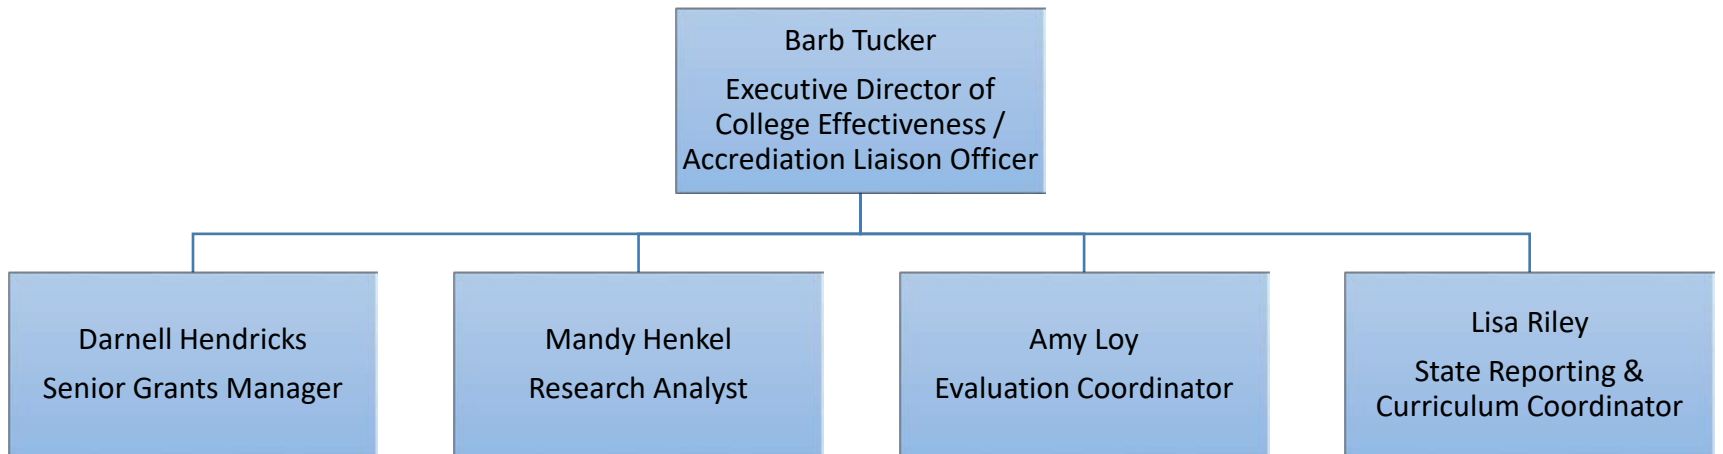 Barb Tucker
Executive Director of
College Effectiveness /
Accrediation Liaison Officer
Darnell Hendricks
Senior Grants Manager
Mandy Henkel
Research Analyst
Amy Loy
Evaluation Coordinator
Lisa Riley
State Reporting &
Curriculum Coordinator